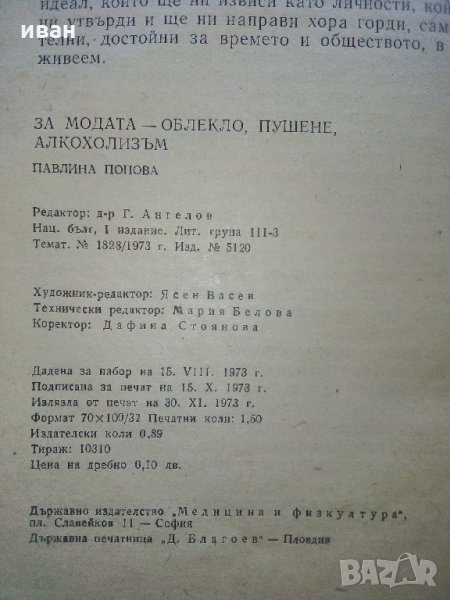 идеал, който ще ни извиси като личности, кой
ни утвърди и ще ни направи хора горди, сам
телни, достойни за времето и обществото, в
живеем.
иван
ЗА МОДАТА — ОБЛЕКЛО, ПУШЕНЕ,
АЛКОХОЛИЗЪМ
ПАВЛИНА ПОПОВА
Редактор: д-р Г. Ангелов
Нац. бълг, I издание. Лит. група III-3
Темат. № 1828/1973 г. Изд. № 5120
Художник-редактор: Ясен Васев
Технически редактор: Мария Белова
Коректор: Дафина Стоянова
Дадена за набор на 15. VIII. 1973 г.
Подписана за печат на 15. X. 1973 г.
Излязла от печат на 30. XI. 1973 г.
Формат 70×100/32 Печатни коли: 1,50
Издателски коли 0,89
Тираж: 10310
Цена на дребно 0,10 дв.
Държавно издателство „Медицина и физкултура",
пл. Славейков 11 — София
Държавна печатница „Д. Благоев" — Пловдив
BAZAR